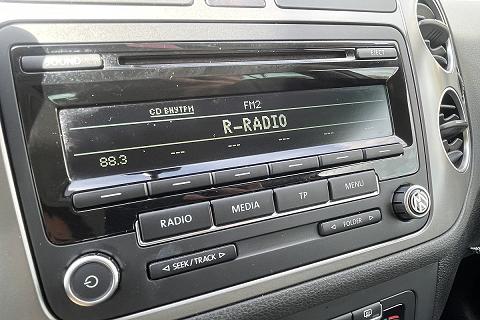 SOUND
EJECT
CD ВНУТРИ FM2
R-RADIO
88.3 --- --- --- --- ---
RADIO MEDIA TP MENU
◁ SEEK/TRACK ▷ ◁ FOLDER ▷